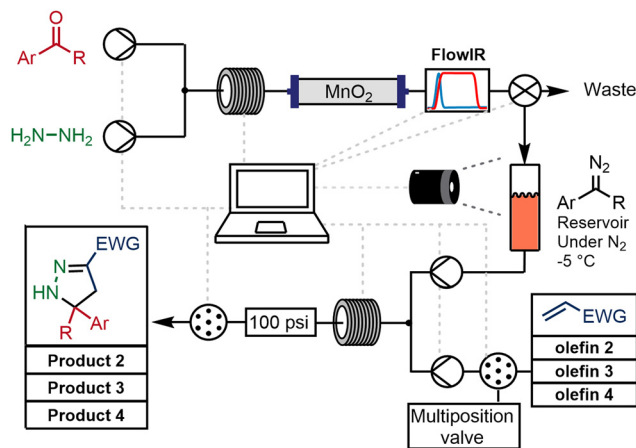 O
Ar R
H₂N–NH₂
MnO₂
FlowIR
Waste
N₂
Ar R
Reservoir
Under N₂
-5 °C
EWG
N
HN
R Ar
Product 2
Product 3
Product 4
100 psi
EWG
olefin 2
olefin 3
olefin 4
Multiposition
valve